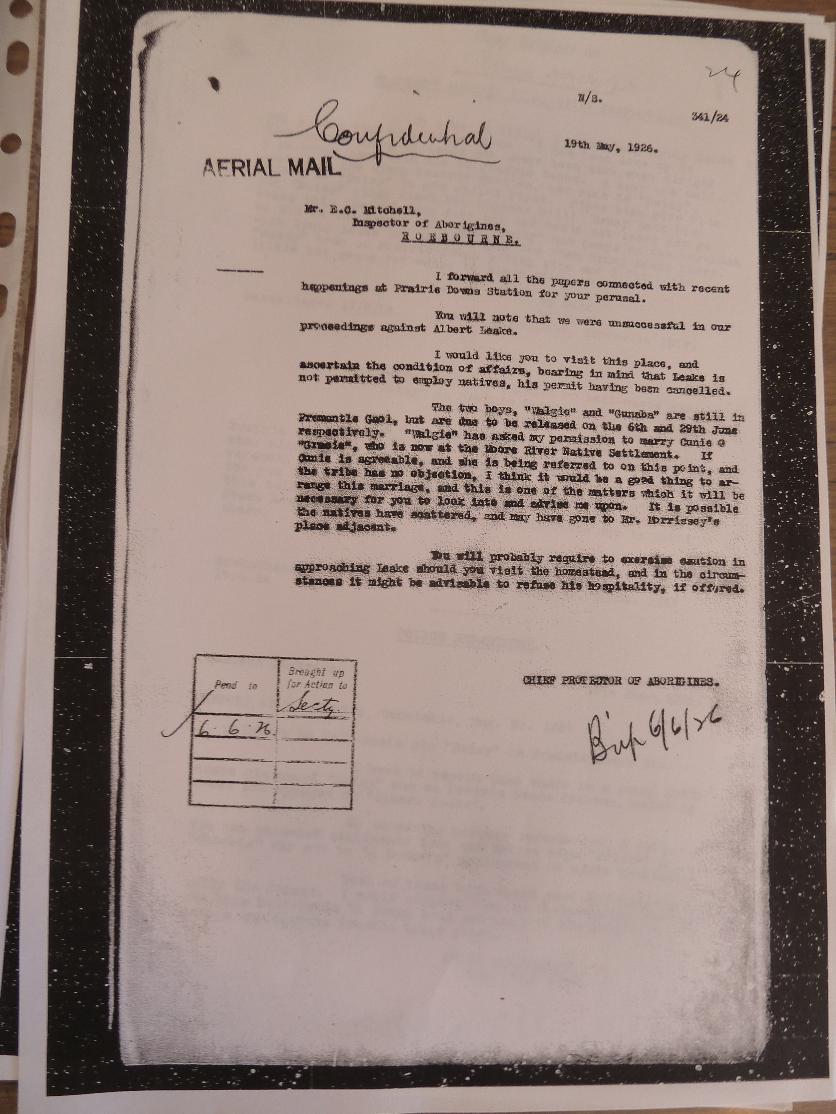 24
N/S.
341/24
Confidential
19th May, 1926.
AERIAL MAIL
Mr. E.C. Mitchell,
Inspector of Aborigines,
ROEBOURNE.
I forward all the papers connected with recent
happenings at Prairie Downs Station for your perusal.
You will note that we were unsuccessful in our
proceedings against Albert Leake.
I would like you to visit this place, and
ascertain the condition of affairs, bearing in mind that Leake is
not permitted to employ natives, his permit having been cancelled.
The two boys, "Walgie" and "Gunaba" are still in
Fremantle Gaol, but are due to be released on the 6th and 29th June
respectively. "Walgie" has asked my permission to marry Cunie @
"Gracie", who is now at the Moore River Native Settlement. If
Cunie is agreeable, and she is being referred to on this point, and
the tribe has no objection, I think it would be a good thing to ar-
range this marriage, and this is one of the matters which it will be
necessary for you to look into and advise me upon. It is possible
the natives have scattered, and may have gone to Mr. Morrissey's
place adjacent.
You will probably require to exercise caution in
approaching Leake should you visit the homestead, and in the circum-
stances it might be advisable to refuse his hospitality, if offered.
CHIEF PROTECTOR OF ABORIGINES.
Pend to
Brought up
for Action to
Secty.
6.6.26
6/6/26